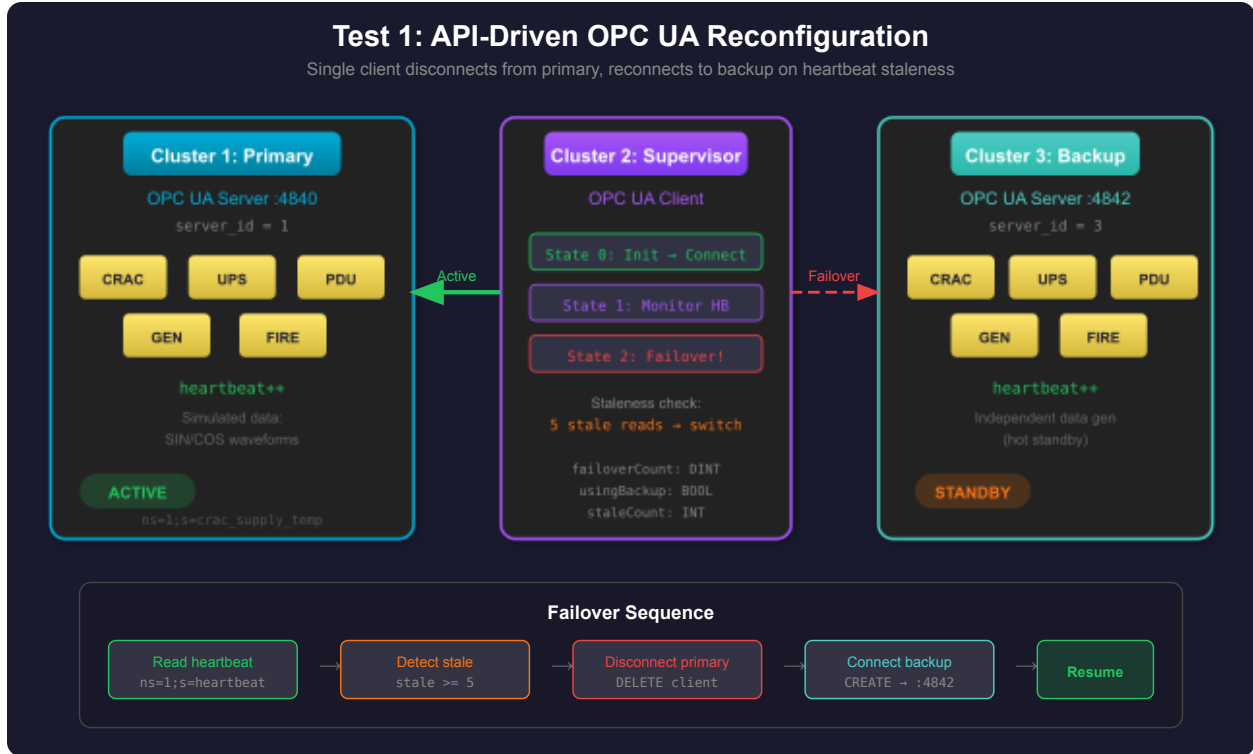 Test 1: API-Driven OPC UA Reconfiguration
Single client disconnects from primary, reconnects to backup on heartbeat staleness
Cluster 1: Primary
OPC UA Server :4840
server_id = 1
CRAC
UPS
PDU
GEN
FIRE
heartbeat++
Simulated data:
SIN/COS waveforms
ACTIVE
ns=1;s=crac_supply_temp
Active
Cluster 2: Supervisor
OPC UA Client
State 0: Init → Connect
State 1: Monitor HB
State 2: Failover!
Staleness check:
5 stale reads → switch
failoverCount: DINT
usingBackup: BOOL
staleCount: INT
Failover
Cluster 3: Backup
OPC UA Server :4842
server_id = 3
CRAC
UPS
PDU
GEN
FIRE
heartbeat++
Independent data gen
(hot standby)
STANDBY
Failover Sequence
Read heartbeat
ns=1;s=heartbeat
→
Detect stale
stale >= 5
→
Disconnect primary
DELETE client
→
Connect backup
CREATE → :4842
→
Resume